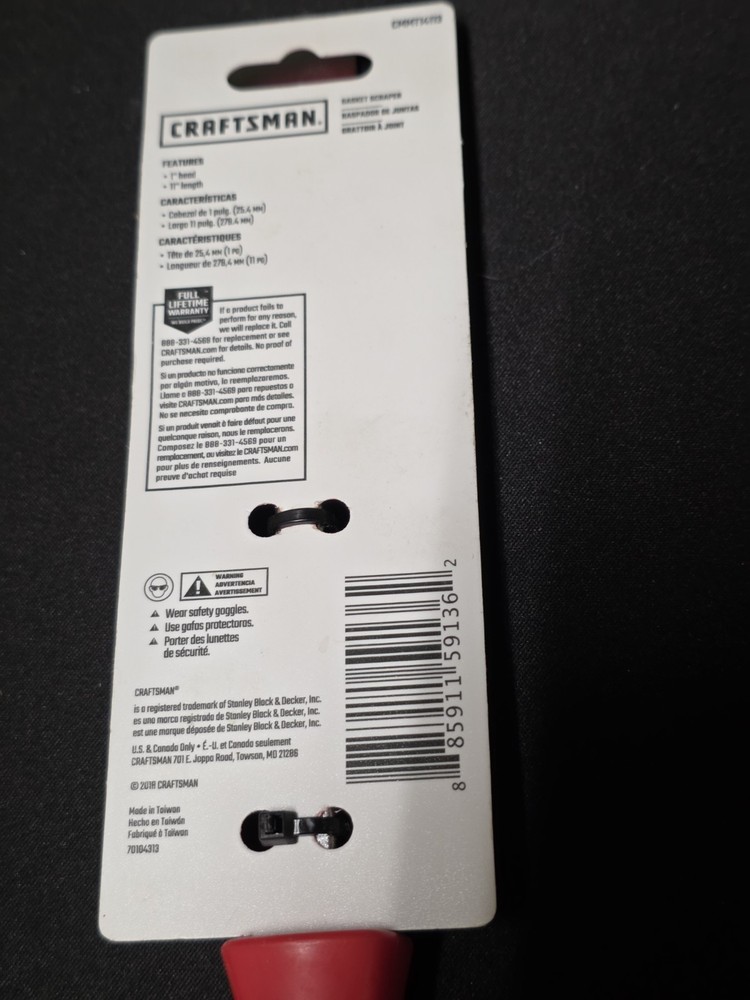 CMMT14113
CRAFTSMAN®
GASKET SCRAPER
RASPADOR DE JUNTAS
GRATTOIR À JOINT
FEATURES
• 1" head
• 11" length
CARACTERÍSTICAS
• Cabezal de 1 pulg. (25.4 MM)
• Largo 11 pulg. (279.4 MM)
CARACTÉRISTIQUES
• Tête de 25,4 MM (1 PO)
• Longueur de 279,4 MM (11 PO)
FULL
LIFETIME
WARRANTY
If a product fails to
perform for any reason,
we will replace it. Call
888-331-4569 for replacement or see
CRAFTSMAN.com for details. No proof of
purchase required.
Si un producto no funciona correctamente
por algún motivo, lo reemplazaremos.
Llame a 888-331-4569 para repuestos o
visite CRAFTSMAN.com para más detalles.
No se necesita comprobante de compra.
Si un produit venait à faire défaut pour une
quelconque raison, nous le remplacerons.
Composez le 888-331-4569 pour un
remplacement, ou visitez le CRAFTSMAN.com
pour plus de renseignements. Aucune
preuve d'achat requise
WARNING
ADVERTENCIA
AVERTISSEMENT
Wear safety goggles.
Use gafas protectoras.
Porter des lunettes
de sécurité.
CRAFTSMAN®
is a registered trademark of Stanley Black & Decker, Inc.
es una marca registrada de Stanley Black & Decker, Inc.
est une marque déposée de Stanley Black & Decker, Inc.
U.S. & Canada Only • É.-U. et Canada seulement
CRAFTSMAN 701 E. Joppa Road, Towson, MD 21286
© 2018 CRAFTSMAN
Made in Taiwan
Hecho en Taiwán
Fabriqué à Taïwan
70104313
8 85911 59136 2